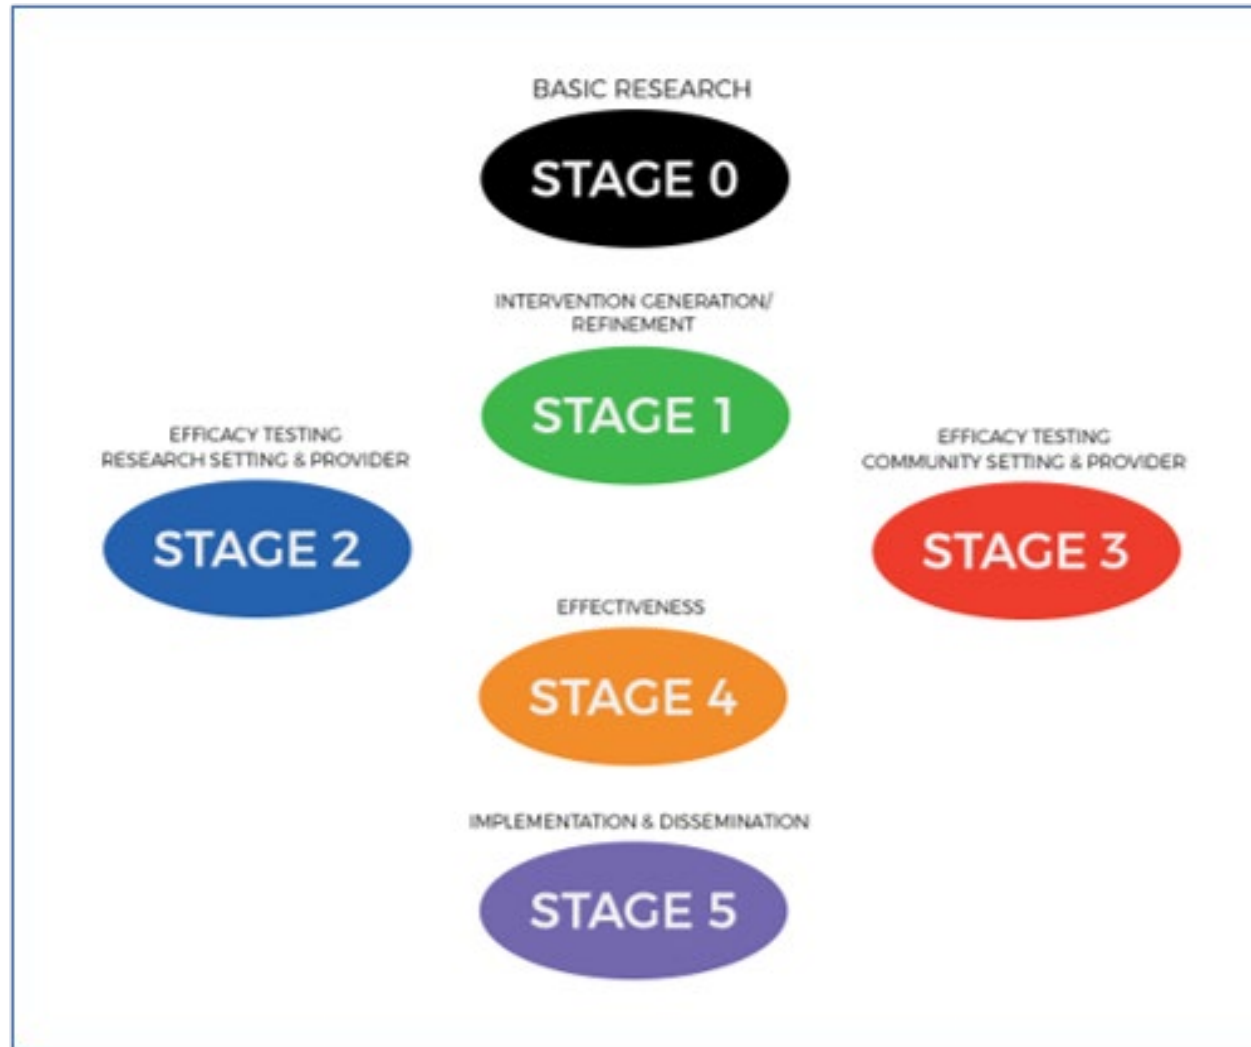 BASIC RESEARCH
STAGE 0
INTERVENTION GENERATION/
REFINEMENT
STAGE 1
EFFICACY TESTING
RESEARCH SETTING & PROVIDER
STAGE 2
EFFICACY TESTING
COMMUNITY SETTING & PROVIDER
STAGE 3
EFFECTIVENESS
STAGE 4
IMPLEMENTATION & DISSEMINATION
STAGE 5